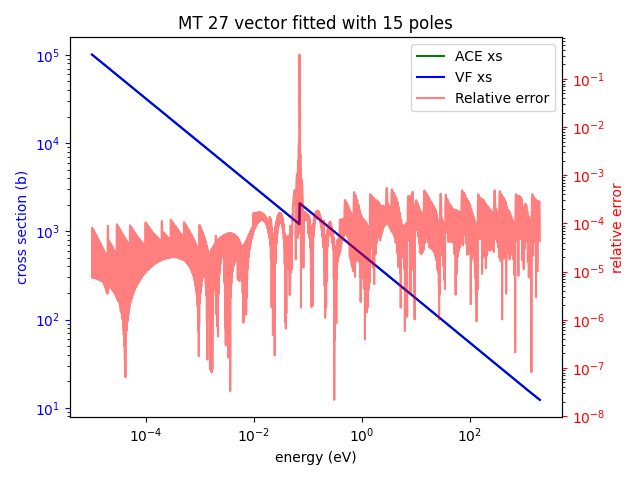 MT 27 vector fitted with 15 poles
ACE xs
VF xs
Relative error
10^5
10^4
10^3
10^2
10^1
cross section (b)
10^-1
10^-2
10^-3
10^-4
10^-5
10^-6
10^-7
10^-8
relative error
10^-4
10^-2
10^0
10^2
energy (eV)